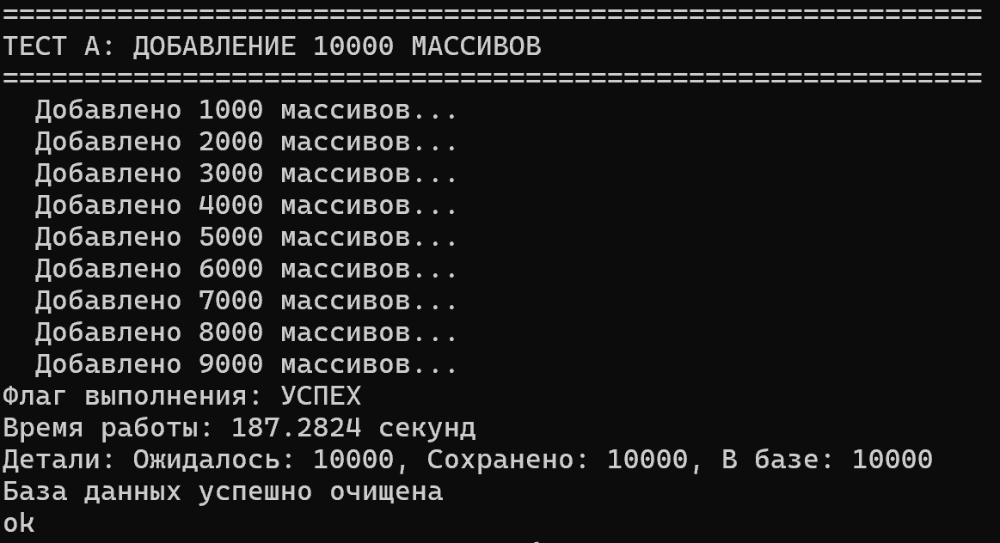 ============================================================
ТЕСТ A: ДОБАВЛЕНИЕ 10000 МАССИВОВ
============================================================
  Добавлено 1000 массивов...
  Добавлено 2000 массивов...
  Добавлено 3000 массивов...
  Добавлено 4000 массивов...
  Добавлено 5000 массивов...
  Добавлено 6000 массивов...
  Добавлено 7000 массивов...
  Добавлено 8000 массивов...
  Добавлено 9000 массивов...
Флаг выполнения: УСПЕХ
Время работы: 187.2824 секунд
Детали: Ожидалось: 10000, Сохранено: 10000, В базе: 10000
База данных успешно очищена
ok